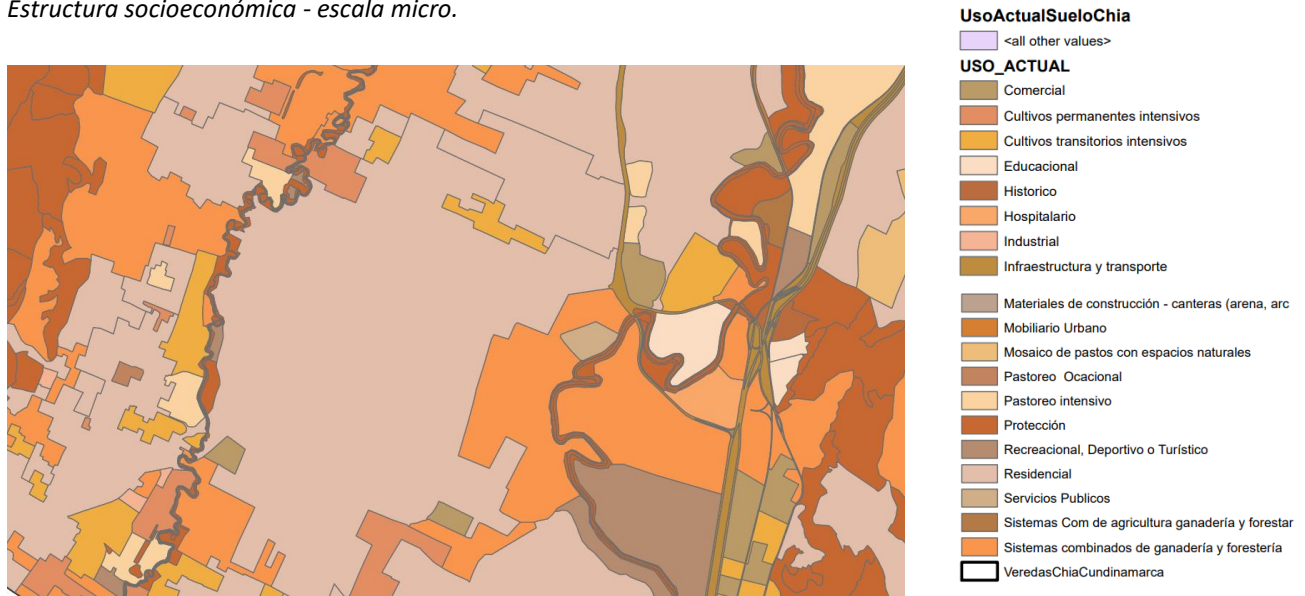 Estructura socioeconómica - escala micro.
UsoActualSueloChia
<all other values>
USO_ACTUAL
Comercial
Cultivos permanentes intensivos
Cultivos transitorios intensivos
Educacional
Historico
Hospitalario
Industrial
Infraestructura y transporte
Materiales de construcción - canteras (arena, arc
Mobiliario Urbano
Mosaico de pastos con espacios naturales
Pastoreo Ocacional
Pastoreo intensivo
Protección
Recreacional, Deportivo o Turístico
Residencial
Servicios Publicos
Sistemas Com de agricultura ganadería y forestar
Sistemas combinados de ganadería y forestería
VeredasChiaCundinamarca